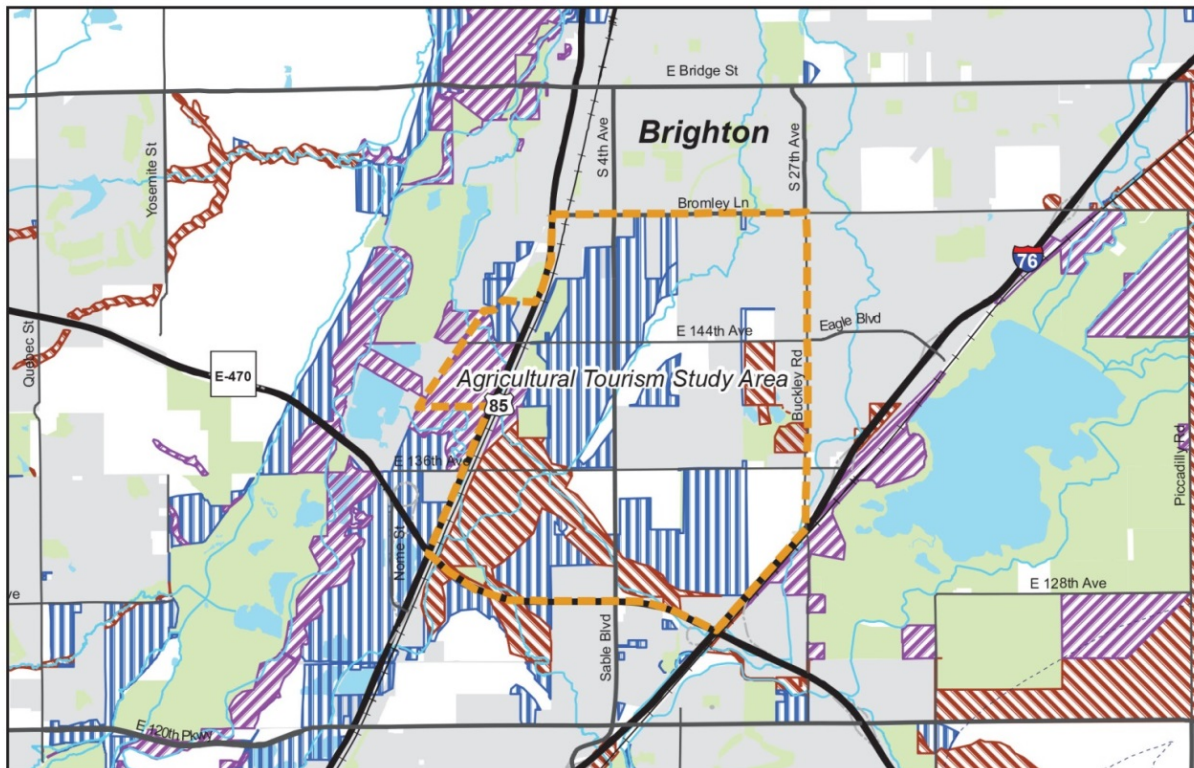 E Bridge St
Brighton
S 4th Ave
S 27th Ave
Yosemite St
Bromley Ln
76
Quebec St
E-470
E 144th Ave
Eagle Blvd
Agricultural Tourism Study Area
85
Buckley Rd
E 136th Ave
Piccadilly Rd
Nome St
ve
E 128th Ave
Sable Blvd
E 120th Pkwy